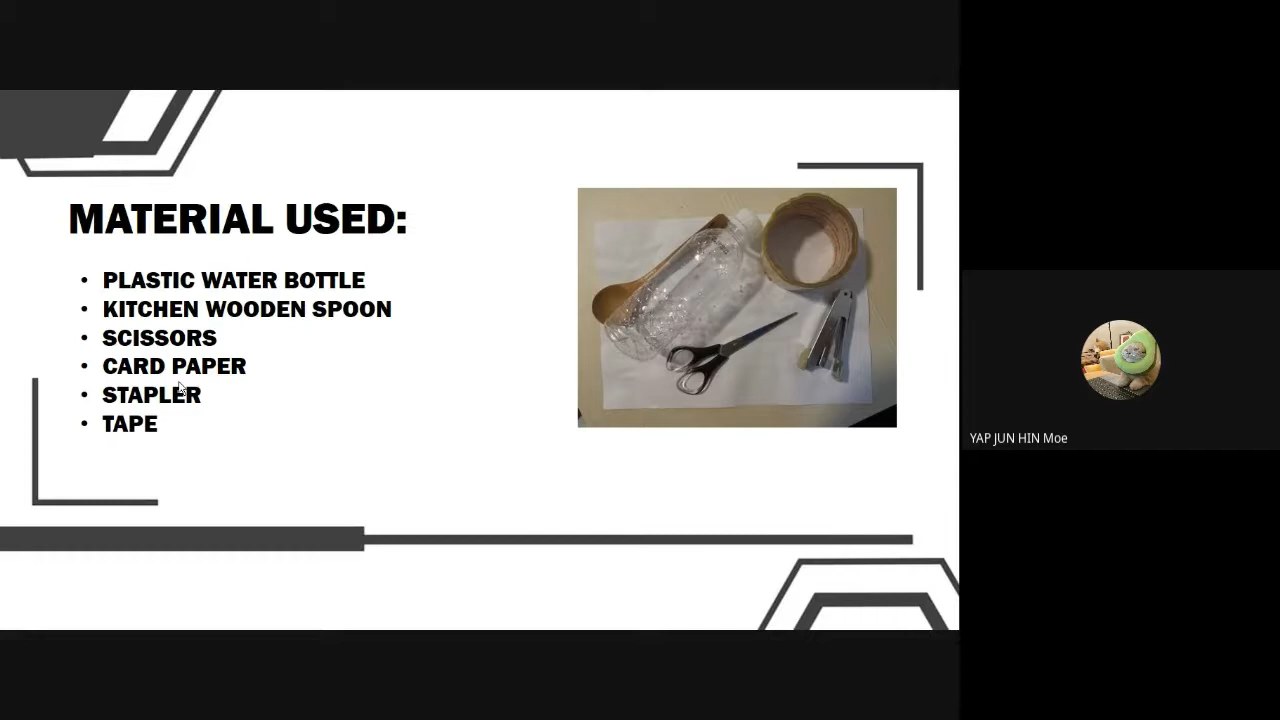 MATERIAL USED:
• PLASTIC WATER BOTTLE
• KITCHEN WOODEN SPOON
• SCISSORS
• CARD PAPER
• STAPLER
• TAPE
YAP JUN HIN Moe